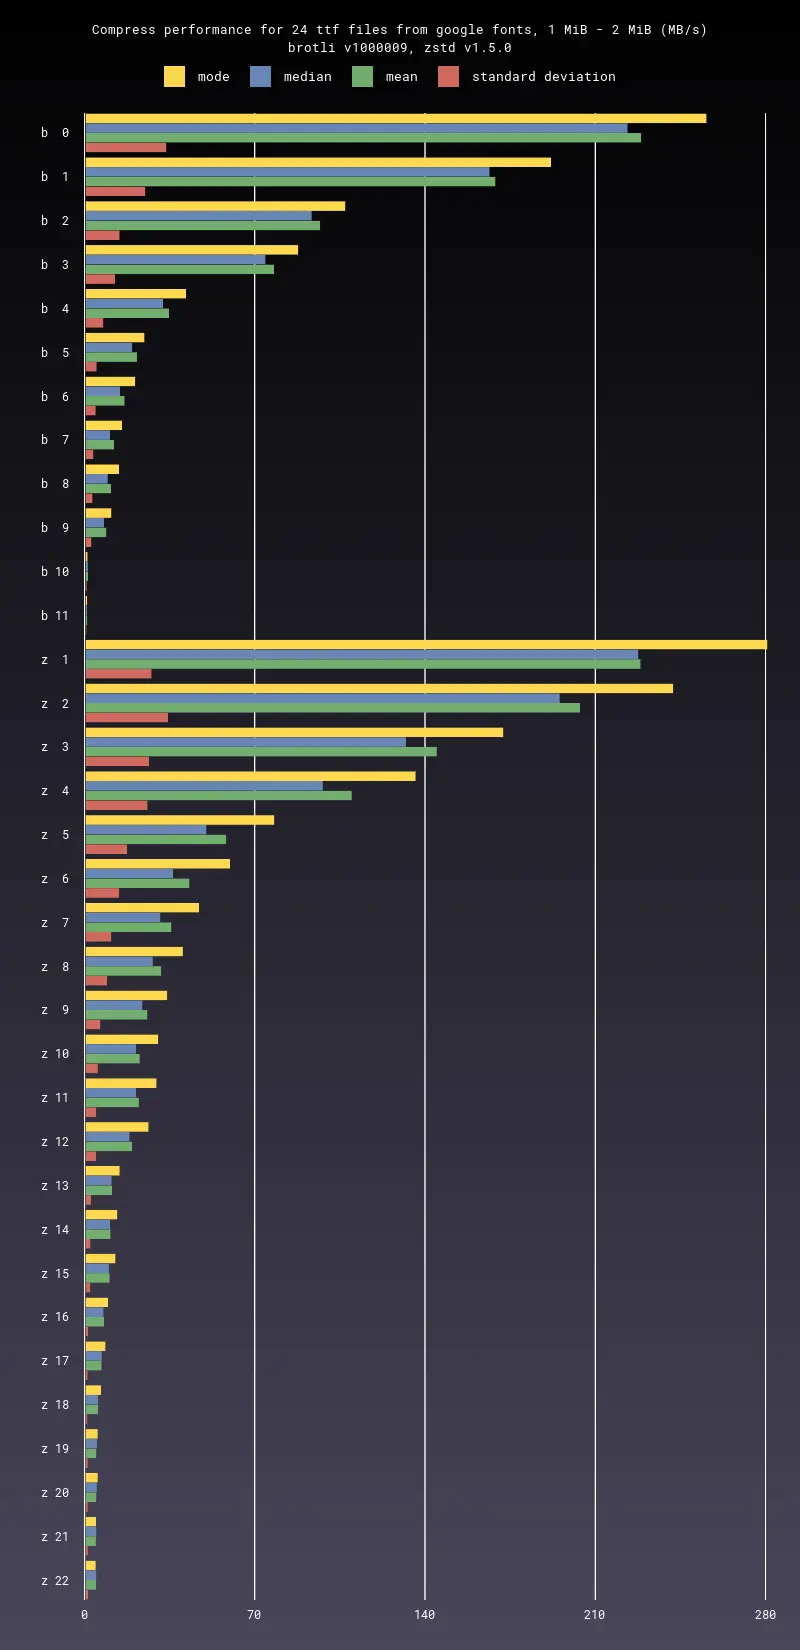 Compress performance for 24 ttf files from google fonts, 1 MiB - 2 MiB (MB/s)
brotli v1000009, zstd v1.5.0
mode median mean standard deviation
b 0
b 1
b 2
b 3
b 4
b 5
b 6
b 7
b 8
b 9
b 10
b 11
z 1
z 2
z 3
z 4
z 5
z 6
z 7
z 8
z 9
z 10
z 11
z 12
z 13
z 14
z 15
z 16
z 17
z 18
z 19
z 20
z 21
z 22
0 70 140 210 280